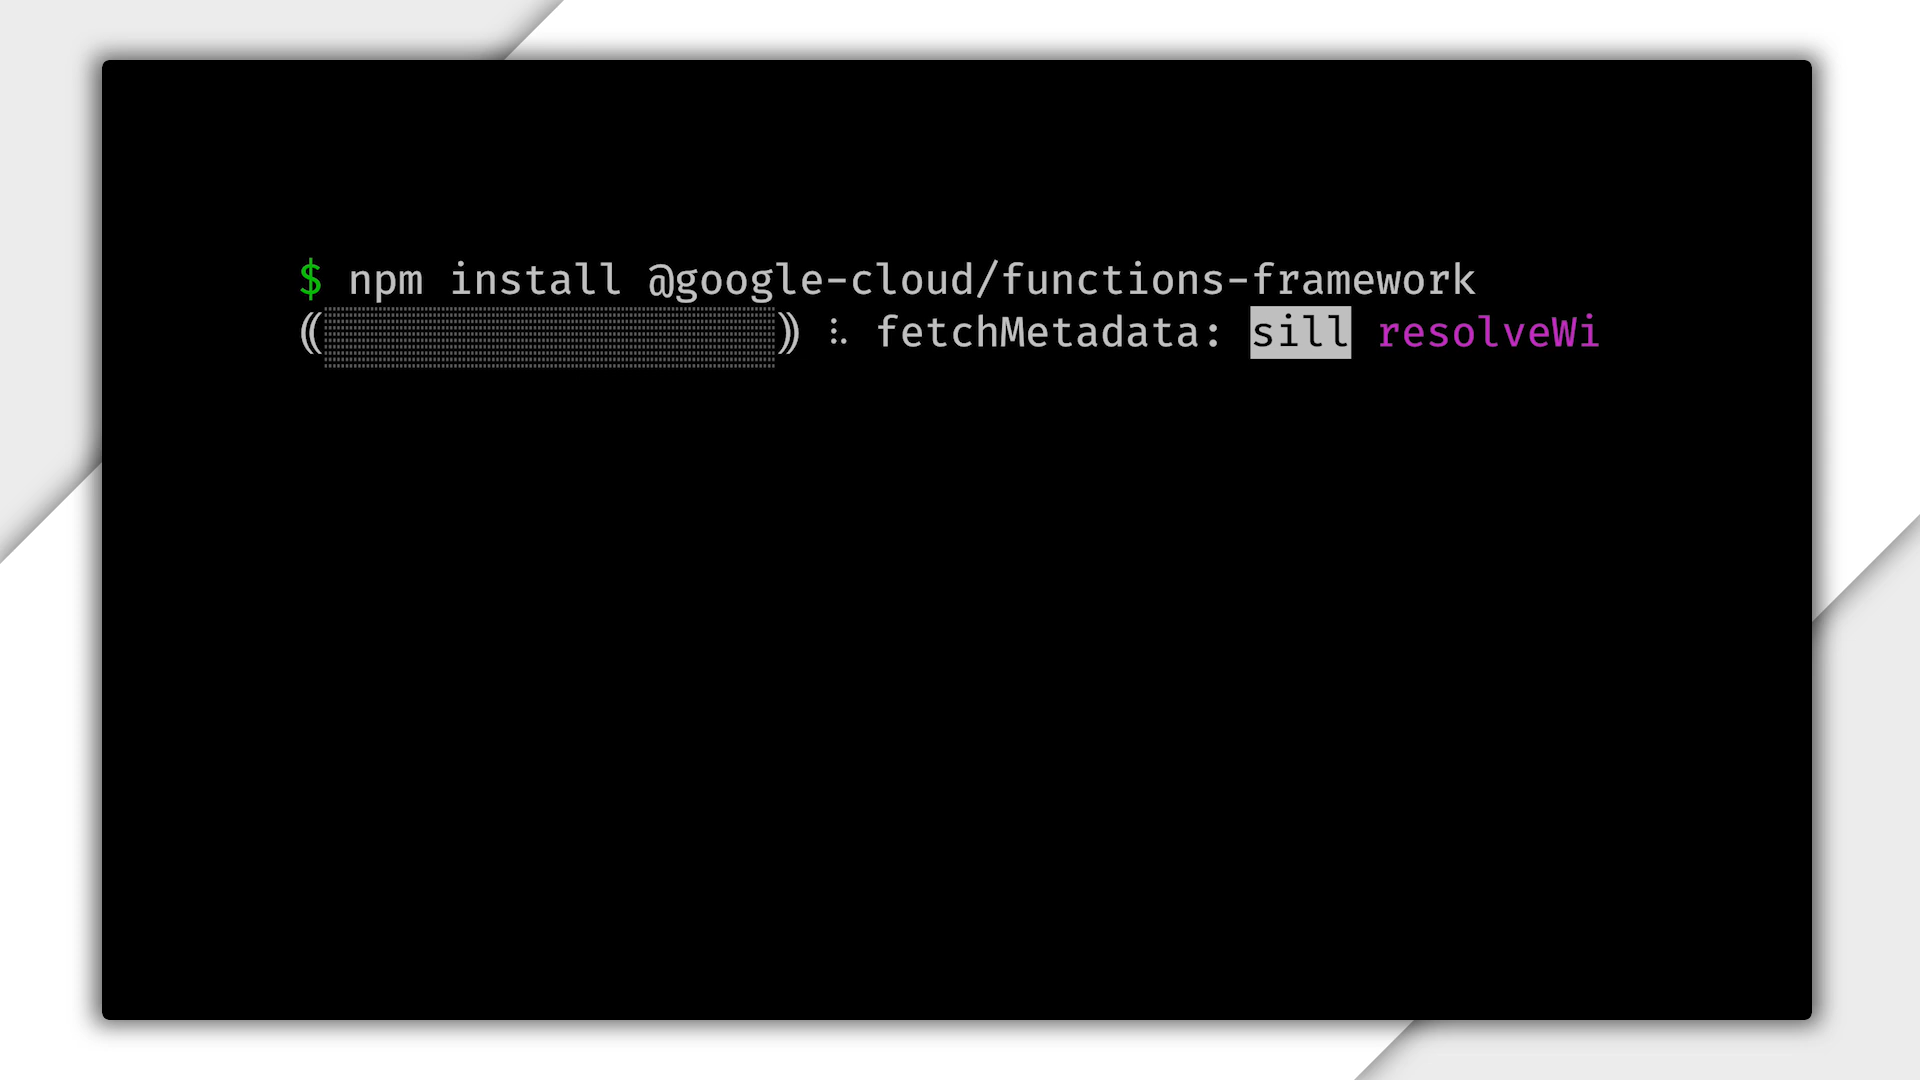 $ npm install @google-cloud/functions-framework
((░░░░░░░░░░░░░░░░░░)) ⠧ fetchMetadata: sill resolveWi